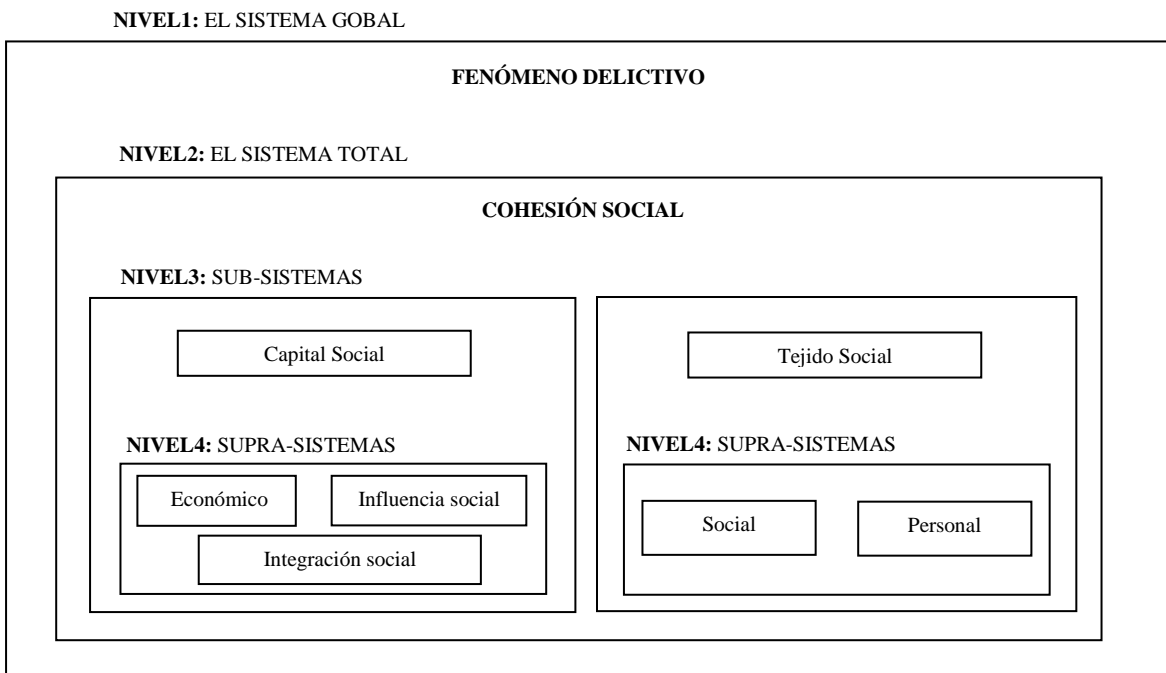 NIVEL1: EL SISTEMA GOBAL
FENÓMENO DELICTIVO
NIVEL2: EL SISTEMA TOTAL
COHESIÓN SOCIAL
NIVEL3: SUB-SISTEMAS
Capital Social
NIVEL4: SUPRA-SISTEMAS
Económico
Influencia social
Integración social
Tejido Social
NIVEL4: SUPRA-SISTEMAS
Social
Personal